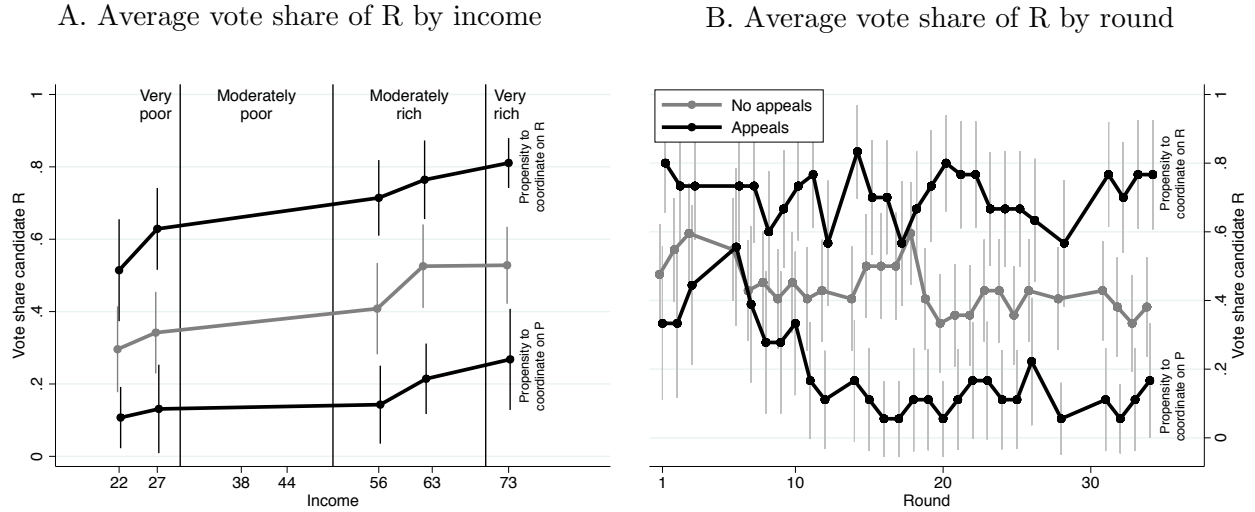 A. Average vote share of R by income
Vote share candidate R
1
.8
.6
.4
.2
0
Very
poor
Moderately
poor
Moderately
rich
Very
rich
Propensity to
coordinate on R
Propensity to
coordinate on P
22
27
38
44
56
63
73
Income
B. Average vote share of R by round
No appeals
Appeals
Propensity to
coordinate on R
Propensity to
coordinate on P
1
.8
.6
.4
.2
0
Vote share candidate R
1
10
20
30
Round